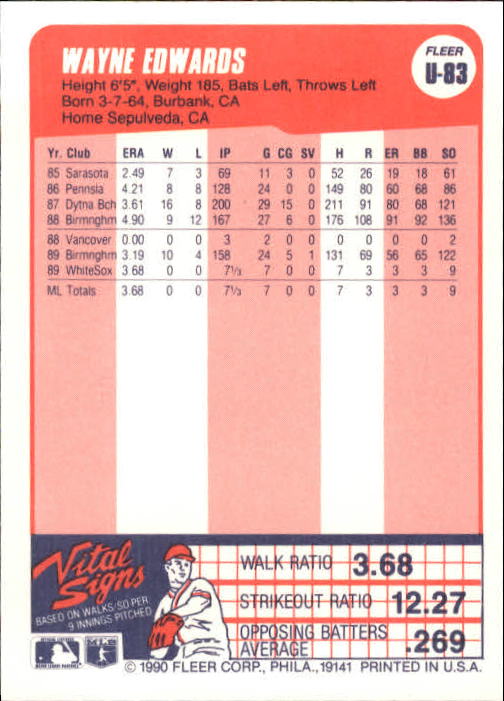 WAYNE EDWARDS
FLEER
U-83
Height 6'5", Weight 185, Bats Left, Throws Left
Born 3-7-64, Burbank, CA
Home Sepulveda, CA
Yr. Club ERA W L IP G CG SV H R ER BB SO
85 Sarasota 2.49 7 3 69 11 3 0 52 26 19 18 61
86 Pennsla 4.21 8 8 128 24 0 0 149 80 60 68 86
87 Dytna Bch 3.61 16 8 200 29 15 0 211 91 80 68 121
88 Birmnghm 4.90 9 12 167 27 6 0 176 108 91 92 136
88 Vancover 0.00 0 0 3 2 0 0 0 0 0 0 2
89 Birmnghm 3.19 10 4 158 24 5 1 131 69 56 65 122
89 WhiteSox 3.68 0 0 7⅓ 7 0 0 7 3 3 3 9
ML Totals 3.68 0 0 7⅓ 7 0 0 7 3 3 3 9
Vital Signs
BASED ON WALKS/SO PER
9 INNINGS PITCHED
WALK RATIO 3.68
STRIKEOUT RATIO 12.27
OPPOSING BATTERS
AVERAGE .269
© 1990 FLEER CORP., PHILA., 19141 PRINTED IN U.S.A.